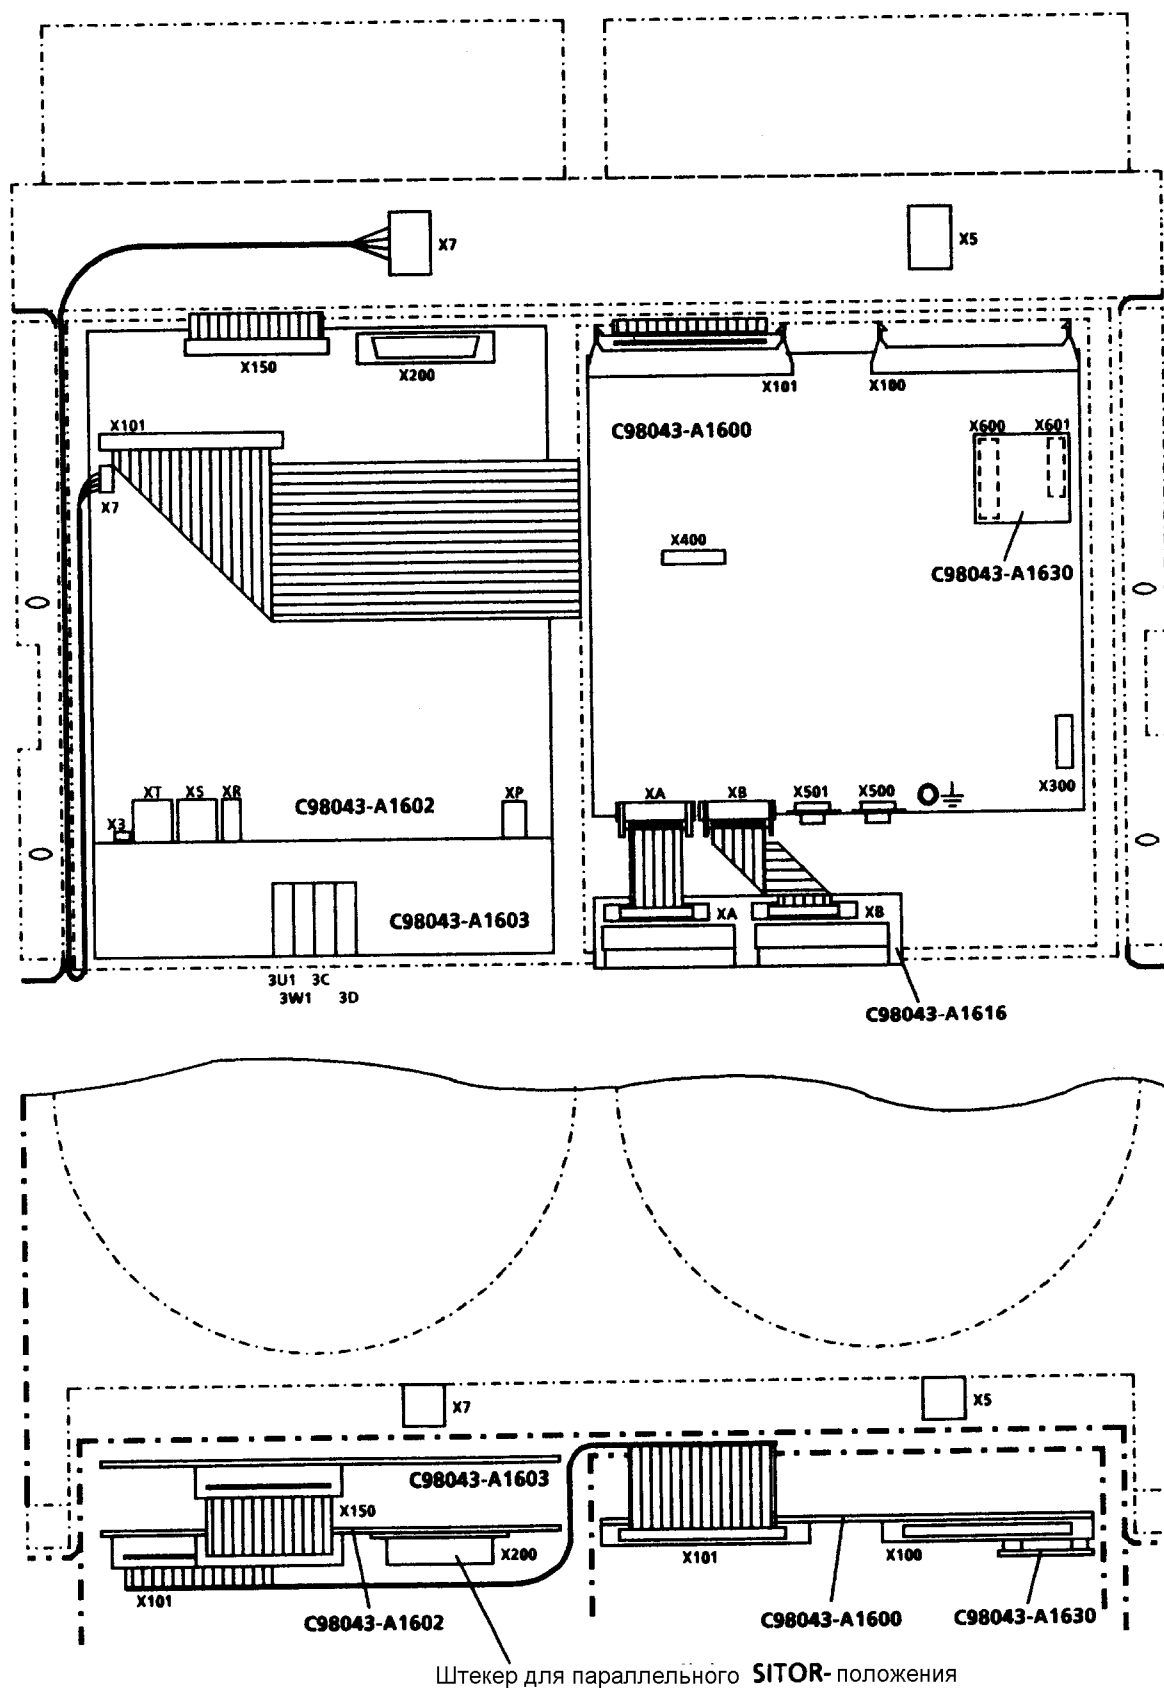 X7
X5
X150
X200
X101
X100
X101
C98043-A1600
X600
X601
X7
X400
C98043-A1630
X300
XT
XS
XR
XP
C98043-A1602
XA
XB
X501
X500
X3
C98043-A1603
XA
XB
3U1
3C
3W1
3D
C98043-A1616
X7
X5
C98043-A1603
X150
X200
X101
X100
X101
C98043-A1602
C98043-A1600
C98043-A1630
Штекер для параллельного SITOR- положения